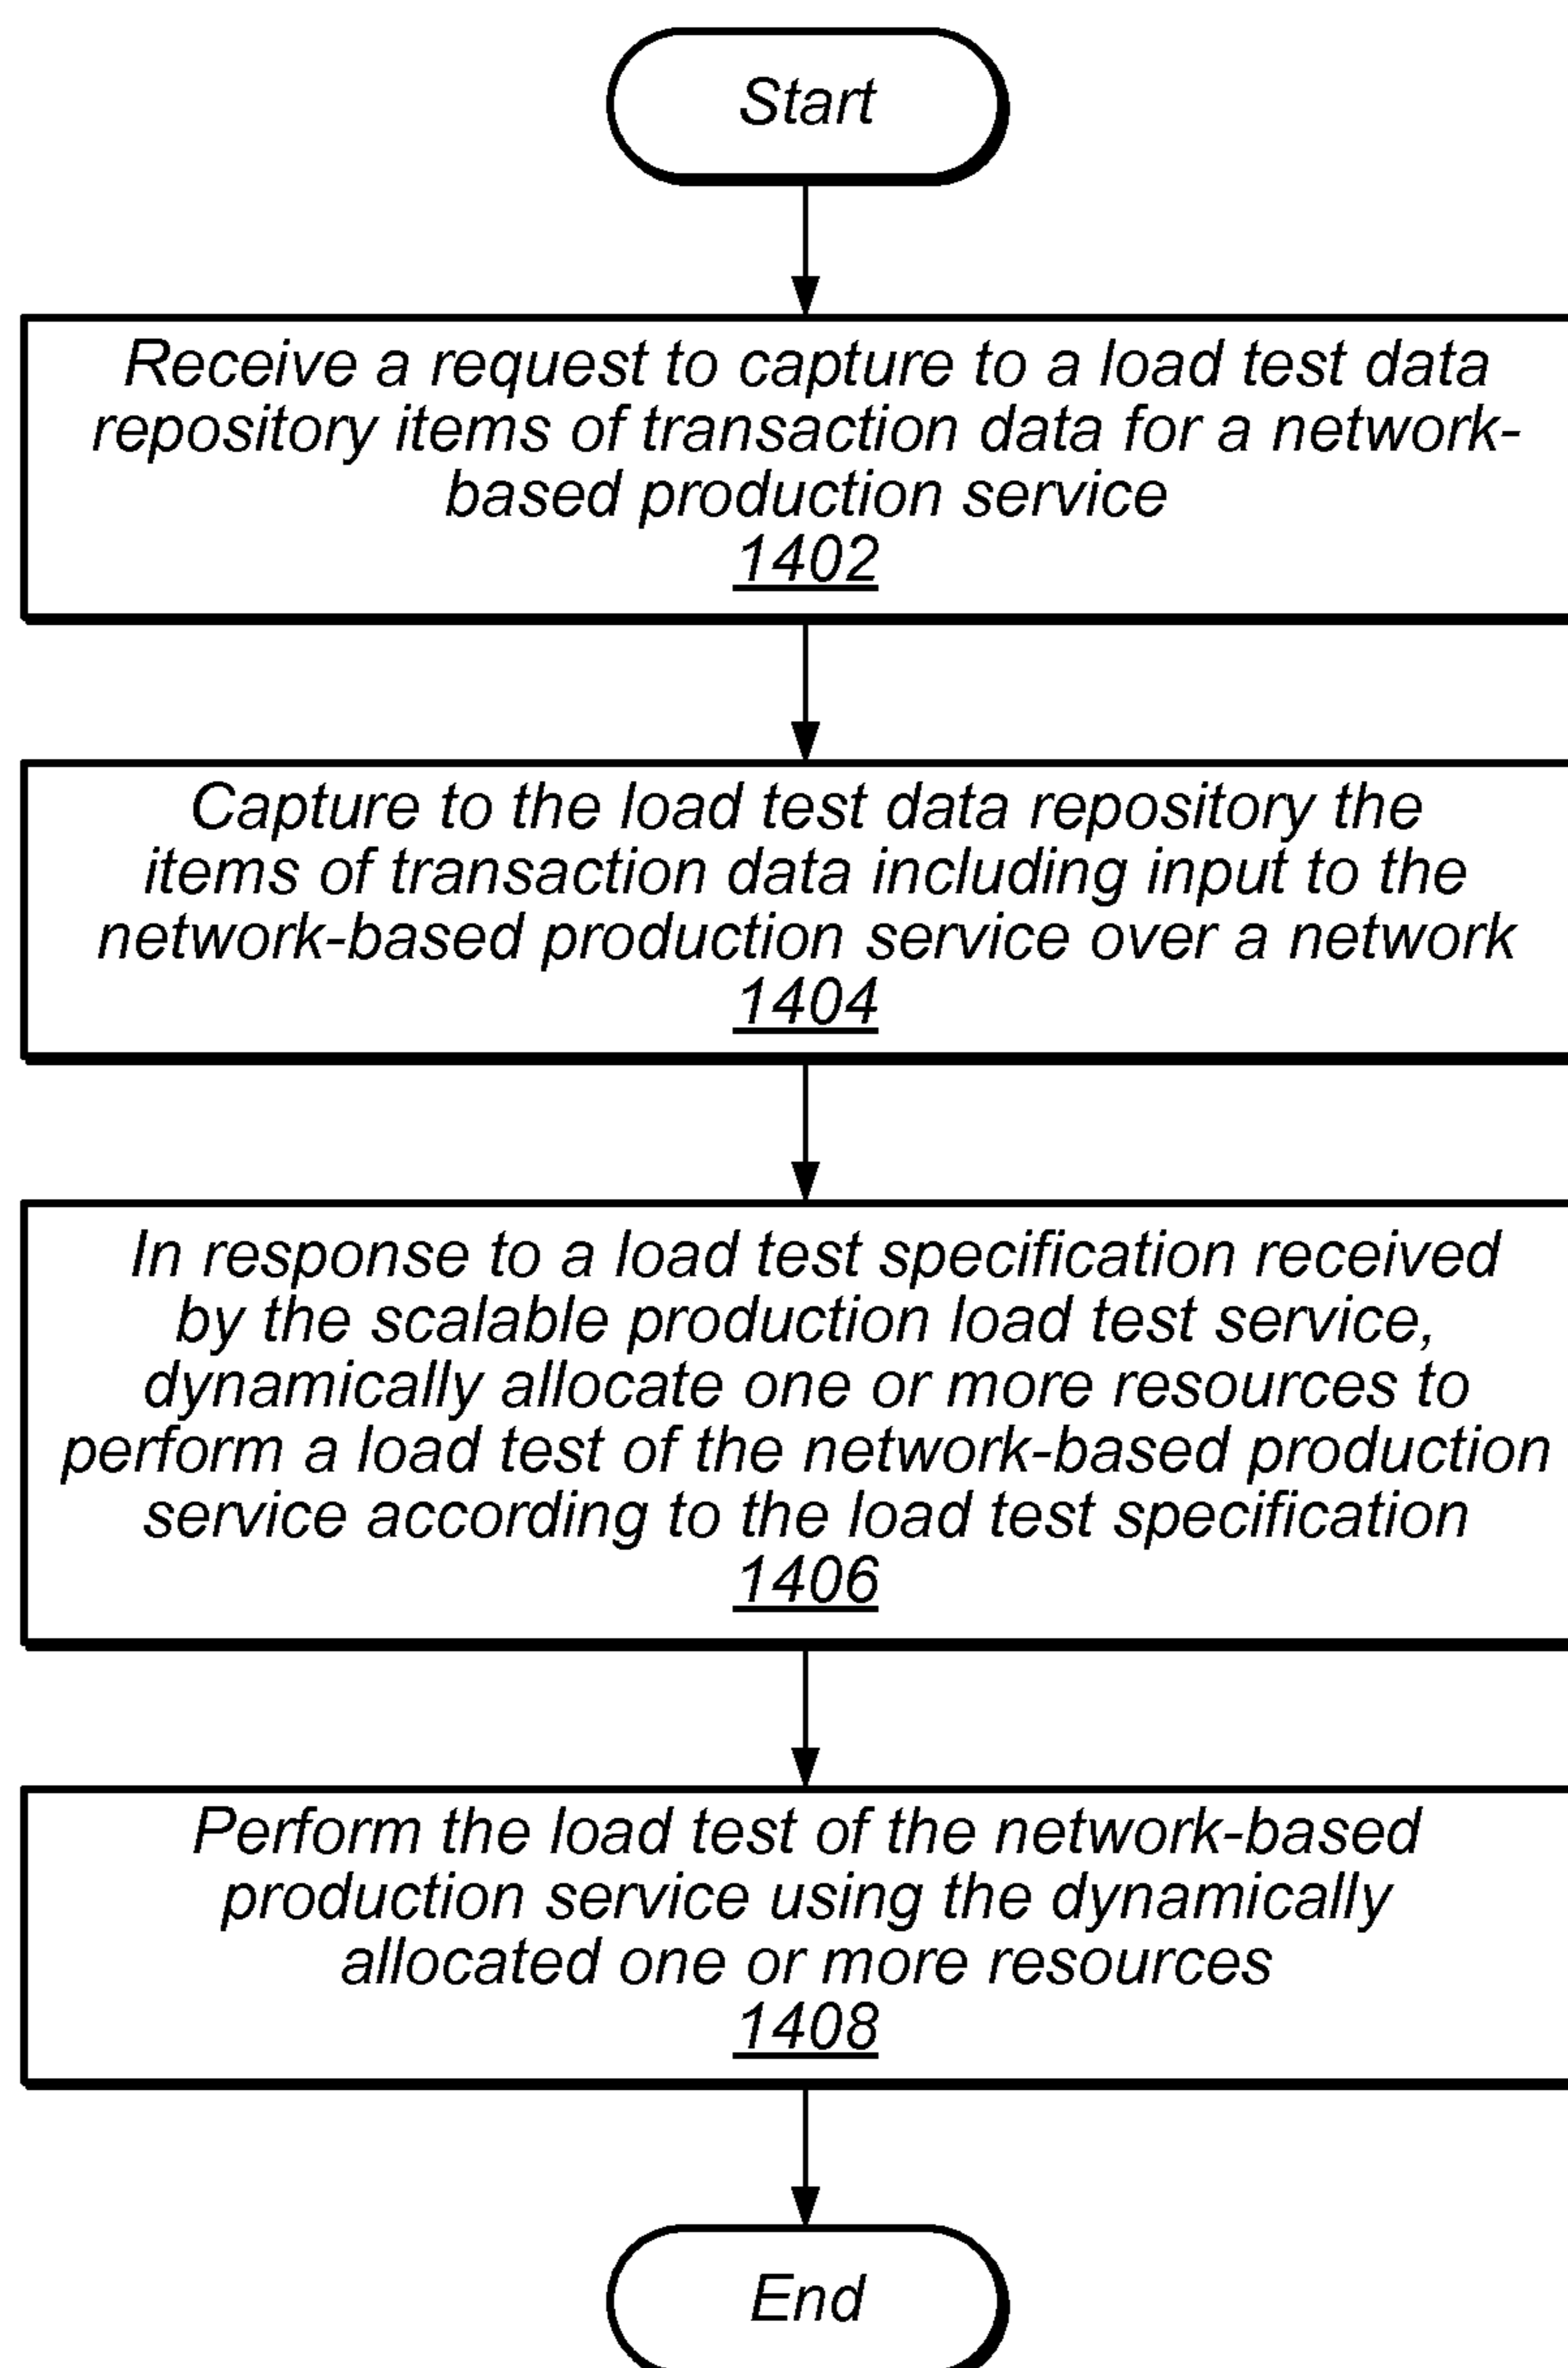 Start
Receive a request to capture to a load test data
repository items of transaction data for a network-
based production service
1402
Capture to the load test data repository the
items of transaction data including input to the
network-based production service over a network
1404
In response to a load test specification received
by the scalable production load test service,
dynamically allocate one or more resources to
perform a load test of the network-based production
service according to the load test specification
1406
Perform the load test of the network-based
production service using the dynamically
allocated one or more resources
1408
End